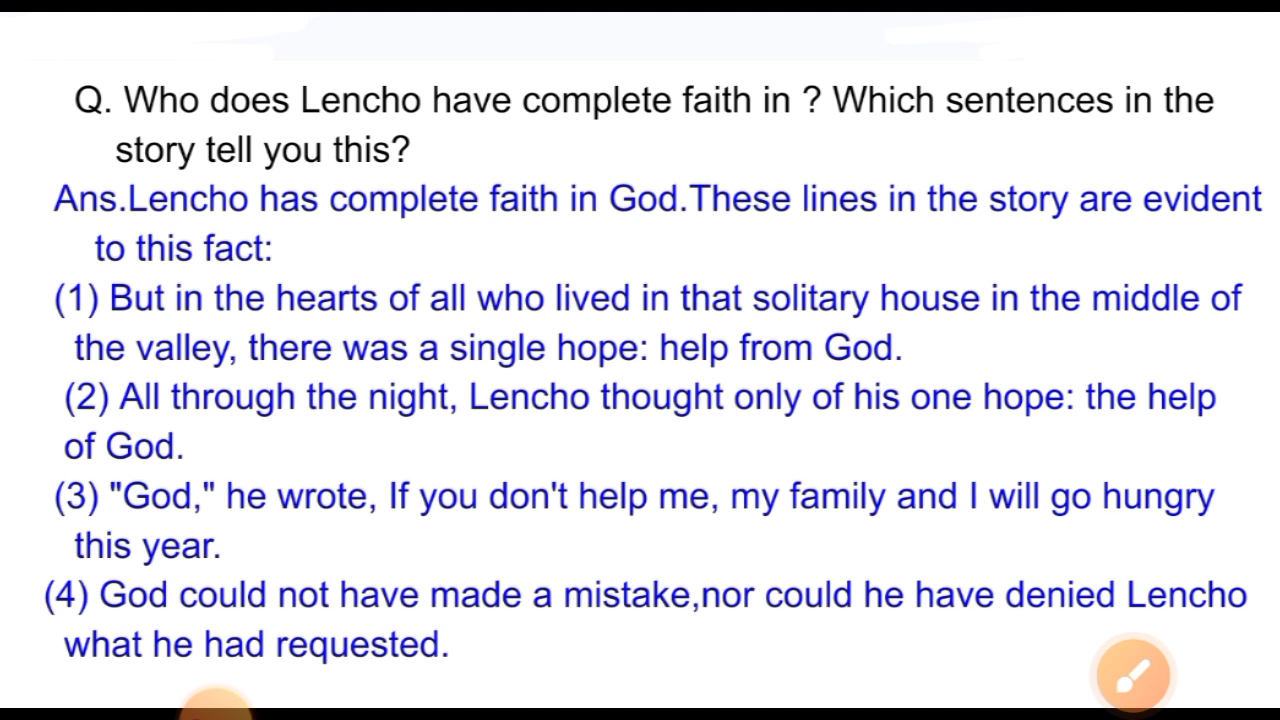 Q. Who does Lencho have complete faith in ? Which sentences in the
story tell you this?
Ans.Lencho has complete faith in God.These lines in the story are evident
to this fact:
(1) But in the hearts of all who lived in that solitary house in the middle of
the valley, there was a single hope: help from God.
(2) All through the night, Lencho thought only of his one hope: the help
of God.
(3) "God," he wrote, If you don't help me, my family and I will go hungry
this year.
(4) God could not have made a mistake,nor could he have denied Lencho
what he had requested.